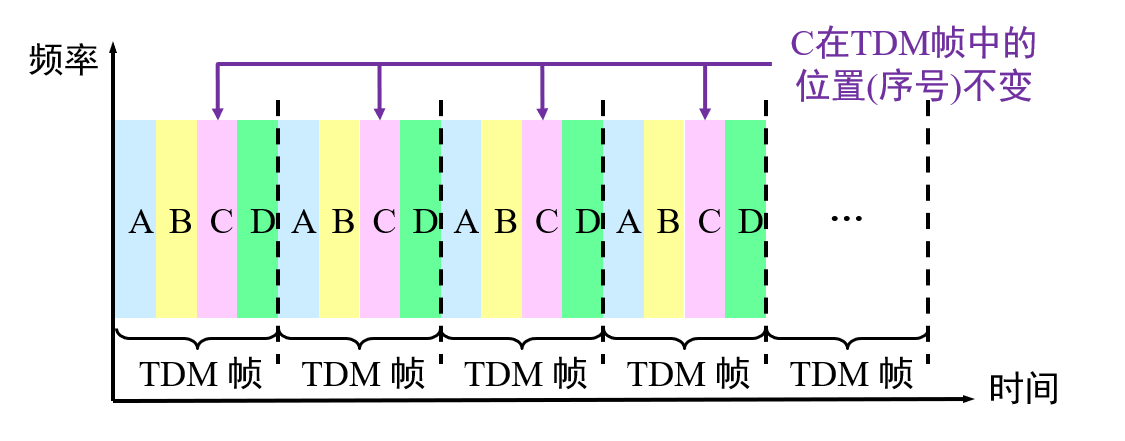 频率
C在TDM帧中的
位置(序号)不变
A B C D A B C D A B C D A B C D ...
TDM 帧 TDM 帧 TDM 帧 TDM 帧 TDM 帧
时间